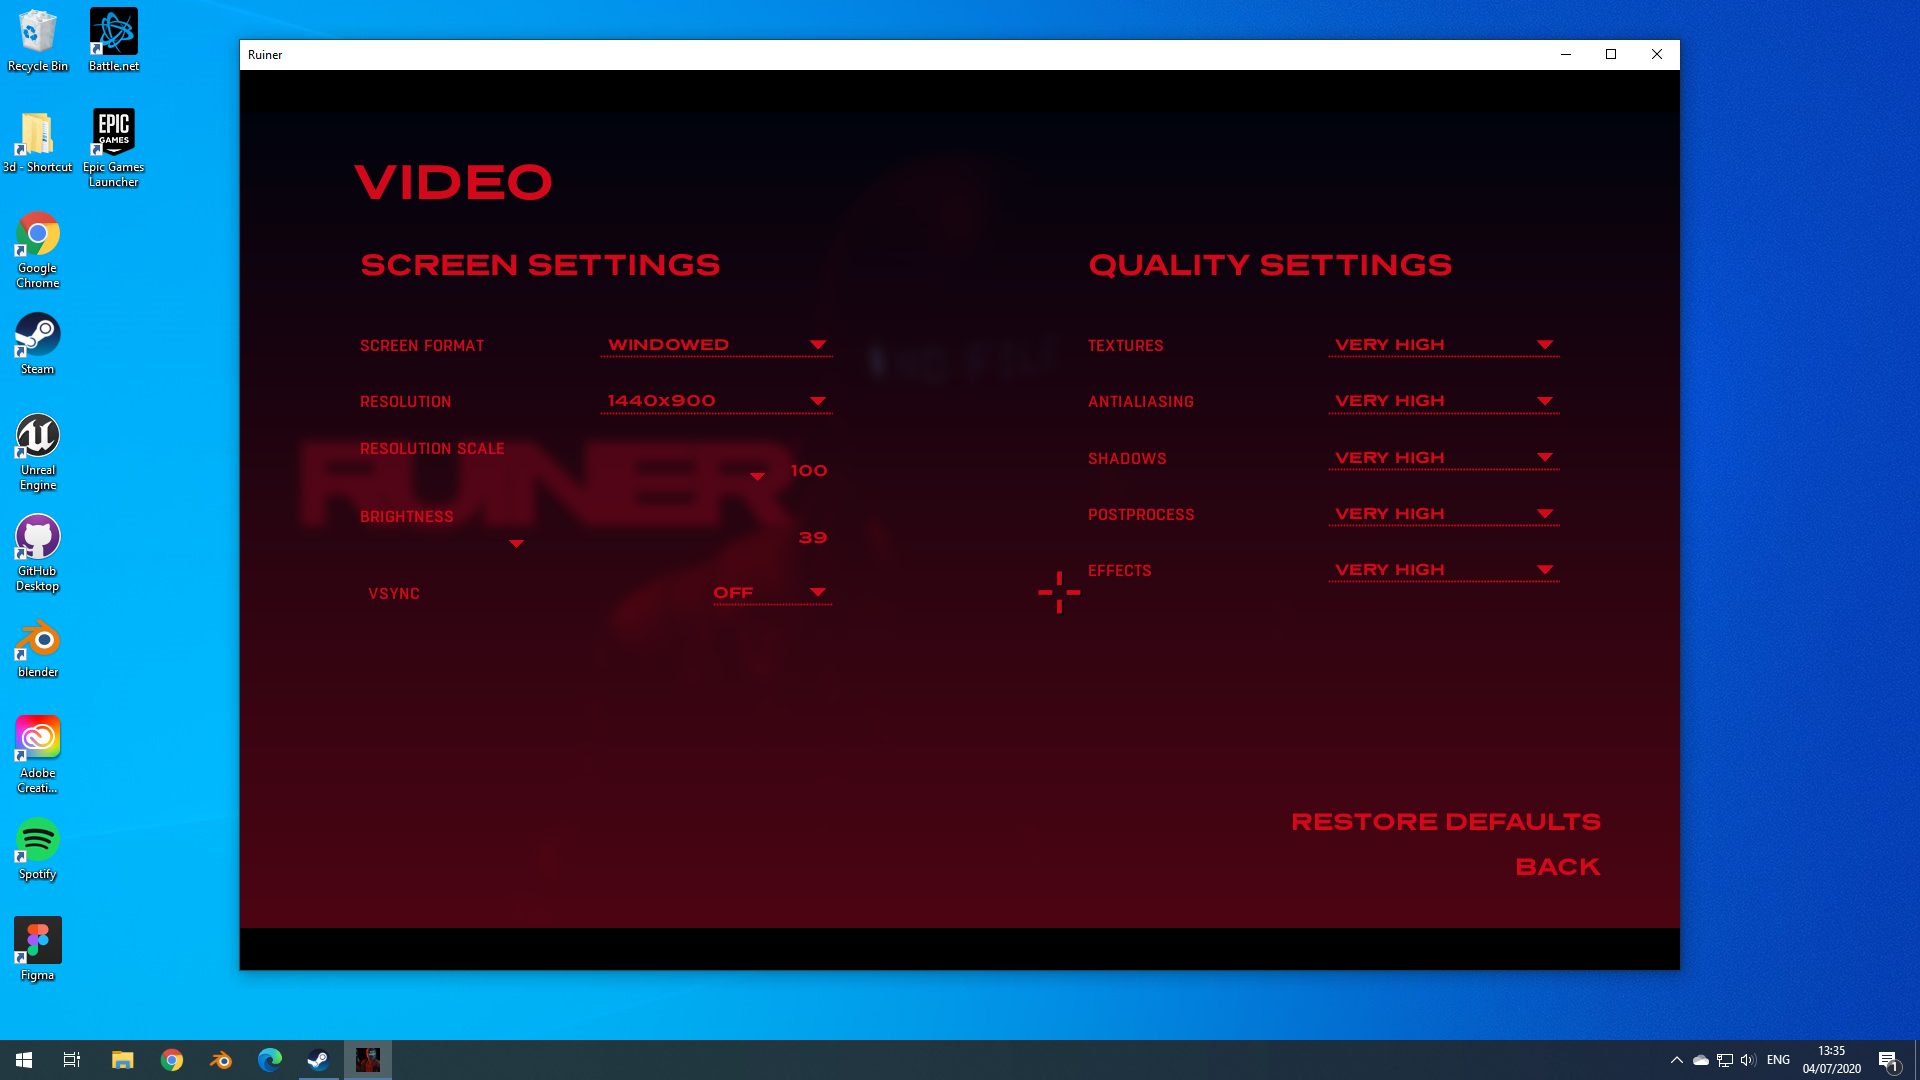 Recycle Bin
Battle.net
3d - Shortcut
EPIC
GAMES
Epic Games
Launcher
Google
Chrome
Steam
Unreal
Engine
GitHub
Desktop
blender
Adobe
Creati...
Spotify
Figma
Ruiner
VIDEO
SCREEN SETTINGS
SCREEN FORMAT WINDOWED
RESOLUTION 1440x900
RESOLUTION SCALE
100
RUINER
BRIGHTNESS
39
VSYNC OFF
QUALITY SETTINGS
TEXTURES VERY HIGH
ANTIALIASING VERY HIGH
SHADOWS VERY HIGH
POSTPROCESS VERY HIGH
EFFECTS VERY HIGH
RESTORE DEFAULTS
BACK
ENG
13:35
04/07/2020
1